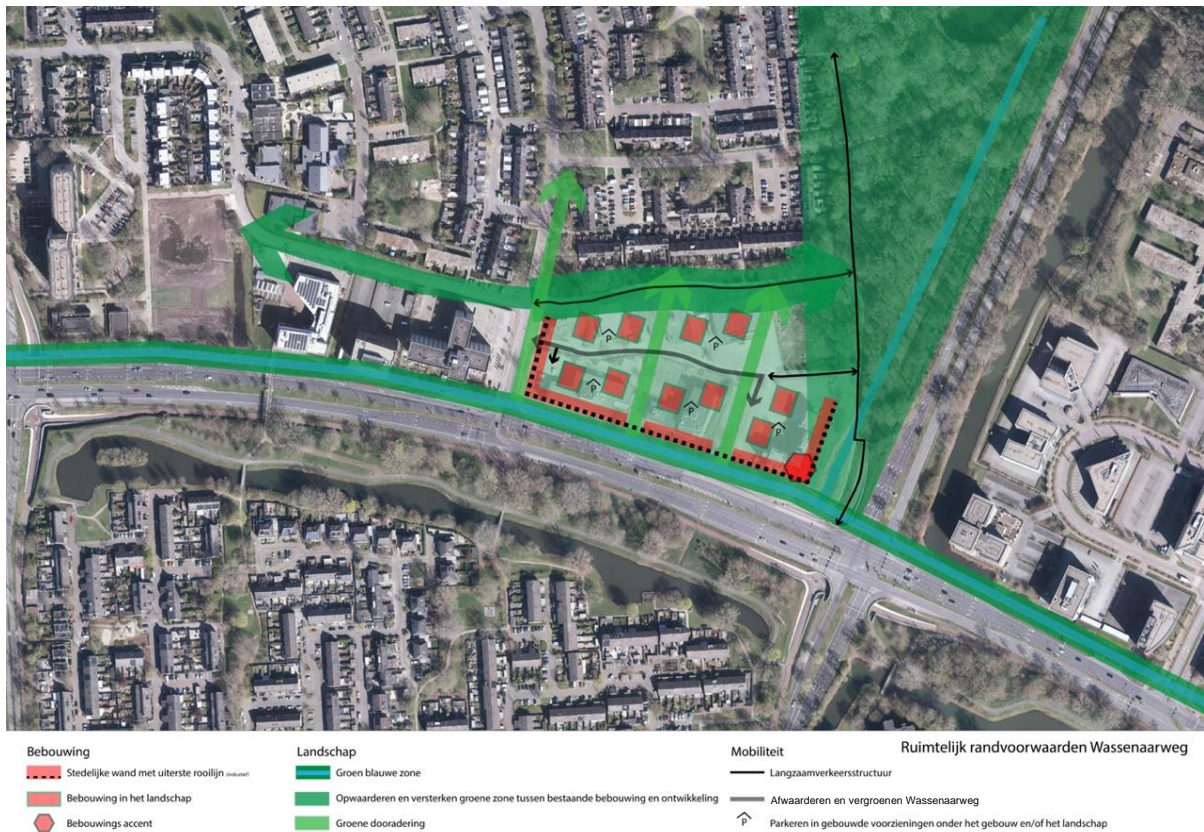 P
P
P
P
P
Bebouwing
Stedelijke wand met uiterste rooilijn (indicatief)
Bebouwing in het landschap
Bebouwings accent
Landschap
Groen blauwe zone
Opwaarderen en versterken groene zone tussen bestaande bebouwing en ontwikkeling
Groene dooradering
Mobiliteit
Langzaamverkeersstructuur
Afwaarderen en vergroenen Wassenaarweg
P Parkeren in gebouwde voorzieningen onder het gebouw en/of het landschap
Ruimtelijk randvoorwaarden Wassenaarweg